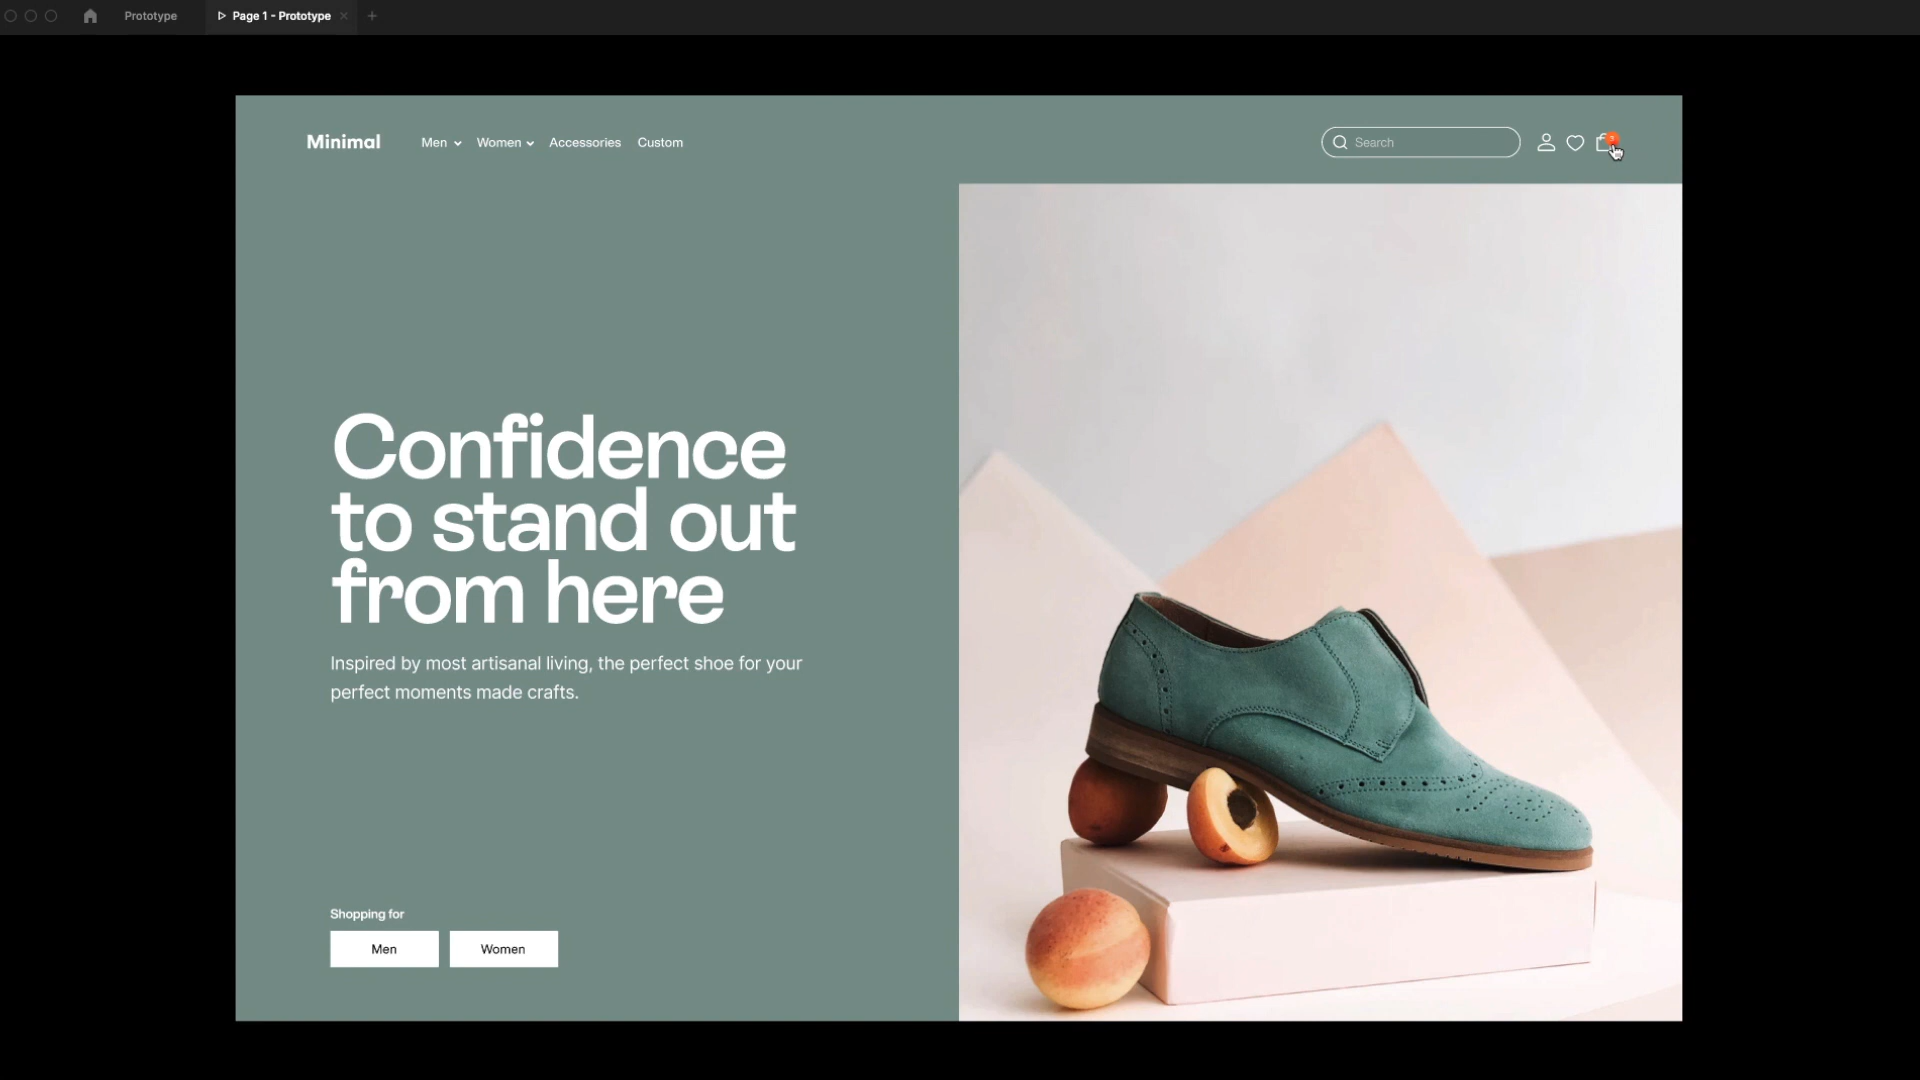 Prototype
Page 1 - Prototype
Minimal
Men
Women
Accessories
Custom
Search
Confidence
to stand out
from here
Inspired by most artisanal living, the perfect shoe for your
perfect moments made crafts.
Shopping for
Men
Women